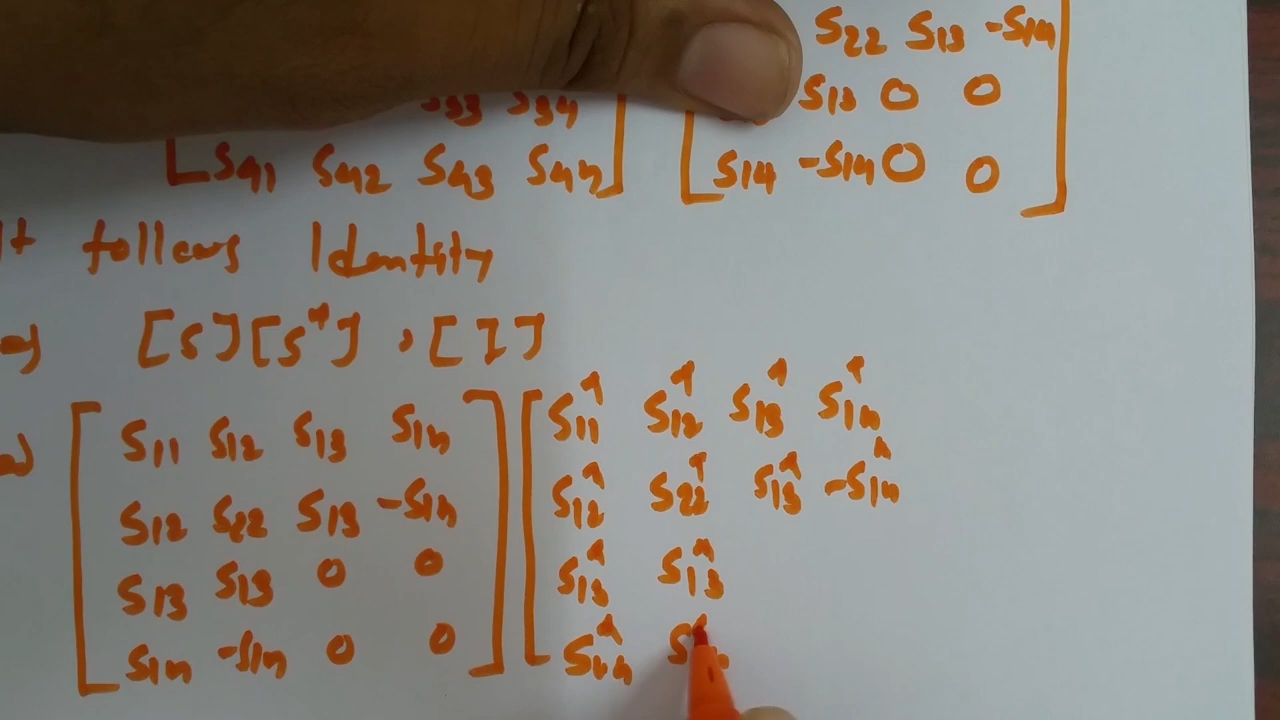 S22 S13 -S14
S33 S34 S13 0 0
S41 S42 S43 S44 S14 -S14 0 0
It follows Identity
[S][S*] = [I]
S11 S12 S13 S14 S11* S12* S13* S14*
S12 S22 S13 -S14 S12* S22* S13* -S14*
S13 S13 0 0 S13* S13*
S14 -S14 0 0 S14*